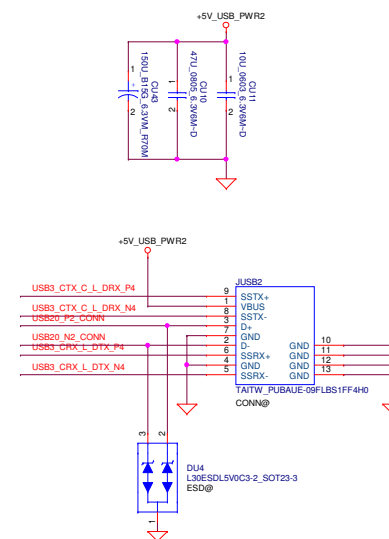 +5V_USB_PWR2
1
2
CU43
150U_B15G_6.3VM_R70M
1
2
CU10
47U_0805_6.3V6M~D
1
2
CU11
10U_0603_6.3V6M~D
+5V_USB_PWR2
JUSB2
USB3_CTX_C_L_DRX_P4
9
SSTX+
1
VBUS
USB3_CTX_C_L_DRX_N4
8
SSTX-
USB20_P2_CONN
3
D+
7
GND
USB20_N2_CONN
2
D-
GND
10
USB3_CRX_L_DTX_P4
6
SSRX+
GND
11
4
GND
GND
12
USB3_CRX_L_DTX_N4
5
SSRX-
GND
13
TAITW_PUBAUE-09FLBS1FF4H0
CONN@
3
2
DU4
L30ESDL5V0C3-2_SOT23-3
ESD@
1